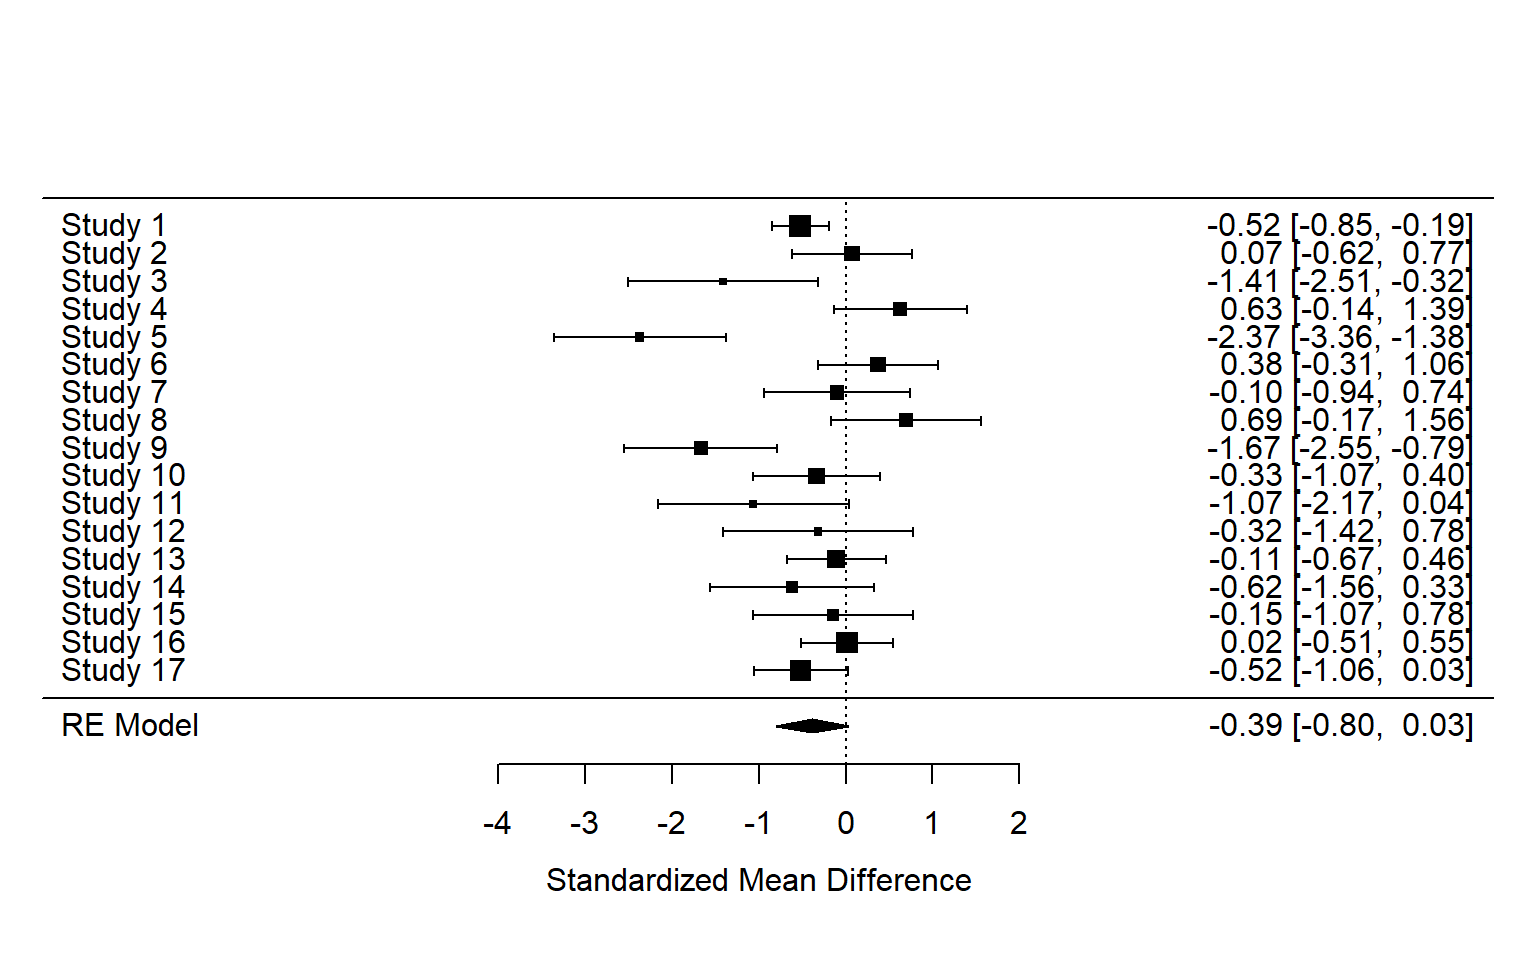 Study 1 -0.52 [-0.85, -0.19]
Study 2 0.07 [-0.62, 0.77]
Study 3 -1.41 [-2.51, -0.32]
Study 4 0.63 [-0.14, 1.39]
Study 5 -2.37 [-3.36, -1.38]
Study 6 0.38 [-0.31, 1.06]
Study 7 -0.10 [-0.94, 0.74]
Study 8 0.69 [-0.17, 1.56]
Study 9 -1.67 [-2.55, -0.79]
Study 10 -0.33 [-1.07, 0.40]
Study 11 -1.07 [-2.17, 0.04]
Study 12 -0.32 [-1.42, 0.78]
Study 13 -0.11 [-0.67, 0.46]
Study 14 -0.62 [-1.56, 0.33]
Study 15 -0.15 [-1.07, 0.78]
Study 16 0.02 [-0.51, 0.55]
Study 17 -0.52 [-1.06, 0.03]
RE Model -0.39 [-0.80, 0.03]
-4 -3 -2 -1 0 1 2
Standardized Mean Difference